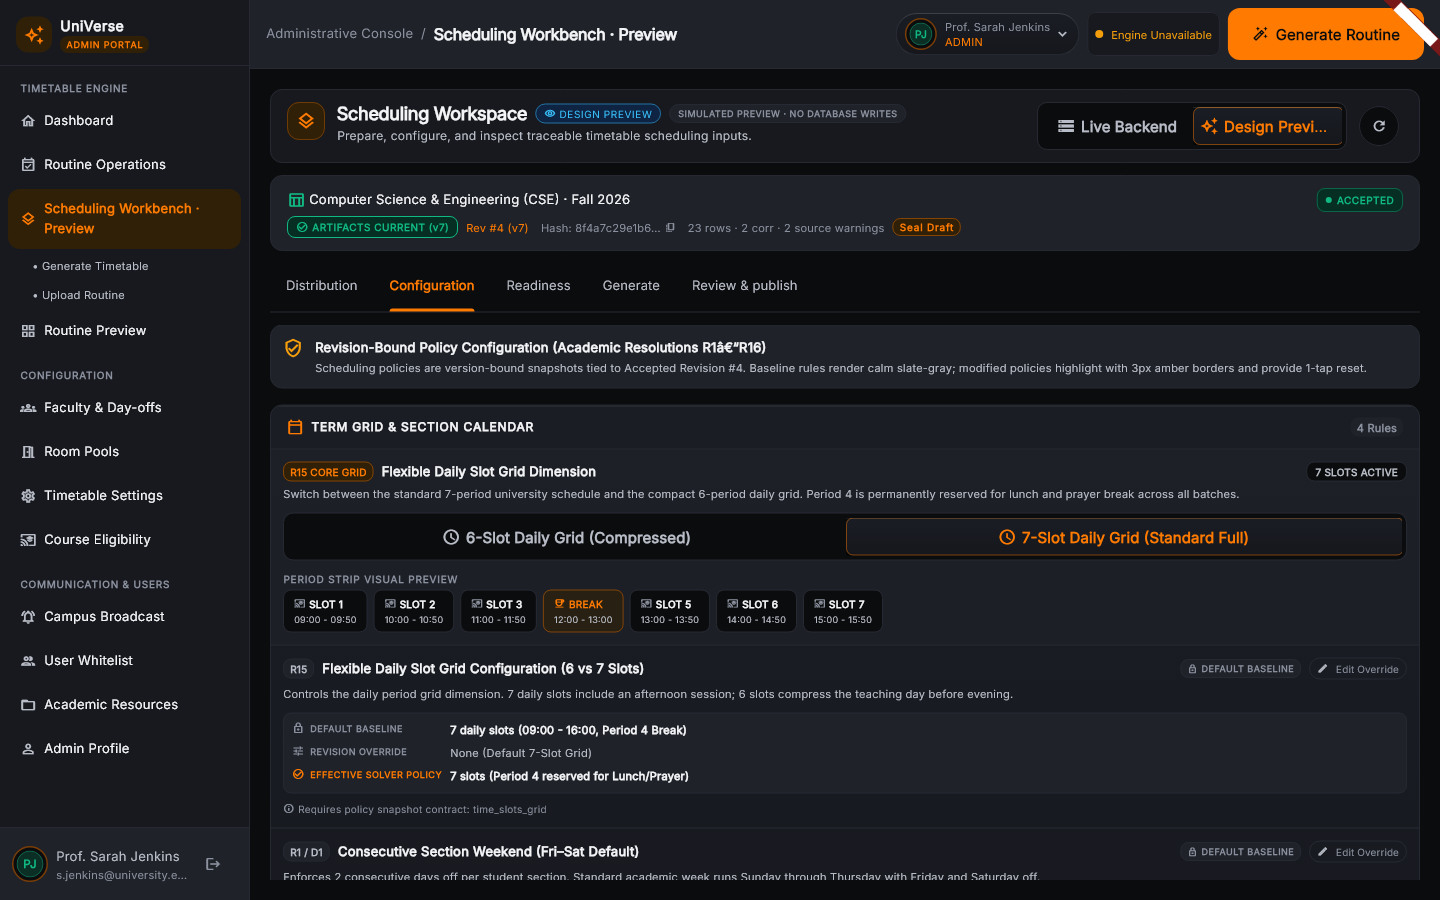 UniVerse
ADMIN PORTAL
TIMETABLE ENGINE
Dashboard
Routine Operations
Scheduling Workbench ·
Preview
• Generate Timetable
• Upload Routine
Routine Preview
CONFIGURATION
Faculty & Day-offs
Room Pools
Timetable Settings
Course Eligibility
COMMUNICATION & USERS
Campus Broadcast
User Whitelist
Academic Resources
Admin Profile
PJ
Prof. Sarah Jenkins
s.jenkins@university.e...
Administrative Console / Scheduling Workbench · Preview
PJ
Prof. Sarah Jenkins
ADMIN
Engine Unavailable
Generate Routine
Scheduling Workspace
DESIGN PREVIEW
SIMULATED PREVIEW · NO DATABASE WRITES
Prepare, configure, and inspect traceable timetable scheduling inputs.
Live Backend
Design Previ...
Computer Science & Engineering (CSE) · Fall 2026
ACCEPTED
ARTIFACTS CURRENT (v7)
Rev #4 (v7)
Hash: 8f4a7c29e1b6...
23 rows · 2 corr · 2 source warnings
Seal Draft
Distribution
Configuration
Readiness
Generate
Review & publish
Revision-Bound Policy Configuration (Academic Resolutions R1â€“R16)
Scheduling policies are version-bound snapshots tied to Accepted Revision #4. Baseline rules render calm slate-gray; modified policies highlight with 3px amber borders and provide 1-tap reset.
TERM GRID & SECTION CALENDAR
4 Rules
R15 CORE GRID
Flexible Daily Slot Grid Dimension
7 SLOTS ACTIVE
Switch between the standard 7-period university schedule and the compact 6-period daily grid. Period 4 is permanently reserved for lunch and prayer break across all batches.
6-Slot Daily Grid (Compressed)
7-Slot Daily Grid (Standard Full)
PERIOD STRIP VISUAL PREVIEW
SLOT 1
09:00 - 09:50
SLOT 2
10:00 - 10:50
SLOT 3
11:00 - 11:50
BREAK
12:00 - 13:00
SLOT 5
13:00 - 13:50
SLOT 6
14:00 - 14:50
SLOT 7
15:00 - 15:50
R15
Flexible Daily Slot Grid Configuration (6 vs 7 Slots)
DEFAULT BASELINE
Edit Override
Controls the daily period grid dimension. 7 daily slots include an afternoon session; 6 slots compress the teaching day before evening.
DEFAULT BASELINE
7 daily slots (09:00 - 16:00, Period 4 Break)
REVISION OVERRIDE
None (Default 7-Slot Grid)
EFFECTIVE SOLVER POLICY
7 slots (Period 4 reserved for Lunch/Prayer)
Requires policy snapshot contract: time_slots_grid
R1 / D1
Consecutive Section Weekend (Fri–Sat Default)
DEFAULT BASELINE
Edit Override
Enforces 2 consecutive days off per student section. Standard academic week runs Sunday through Thursday with Friday and Saturday off.